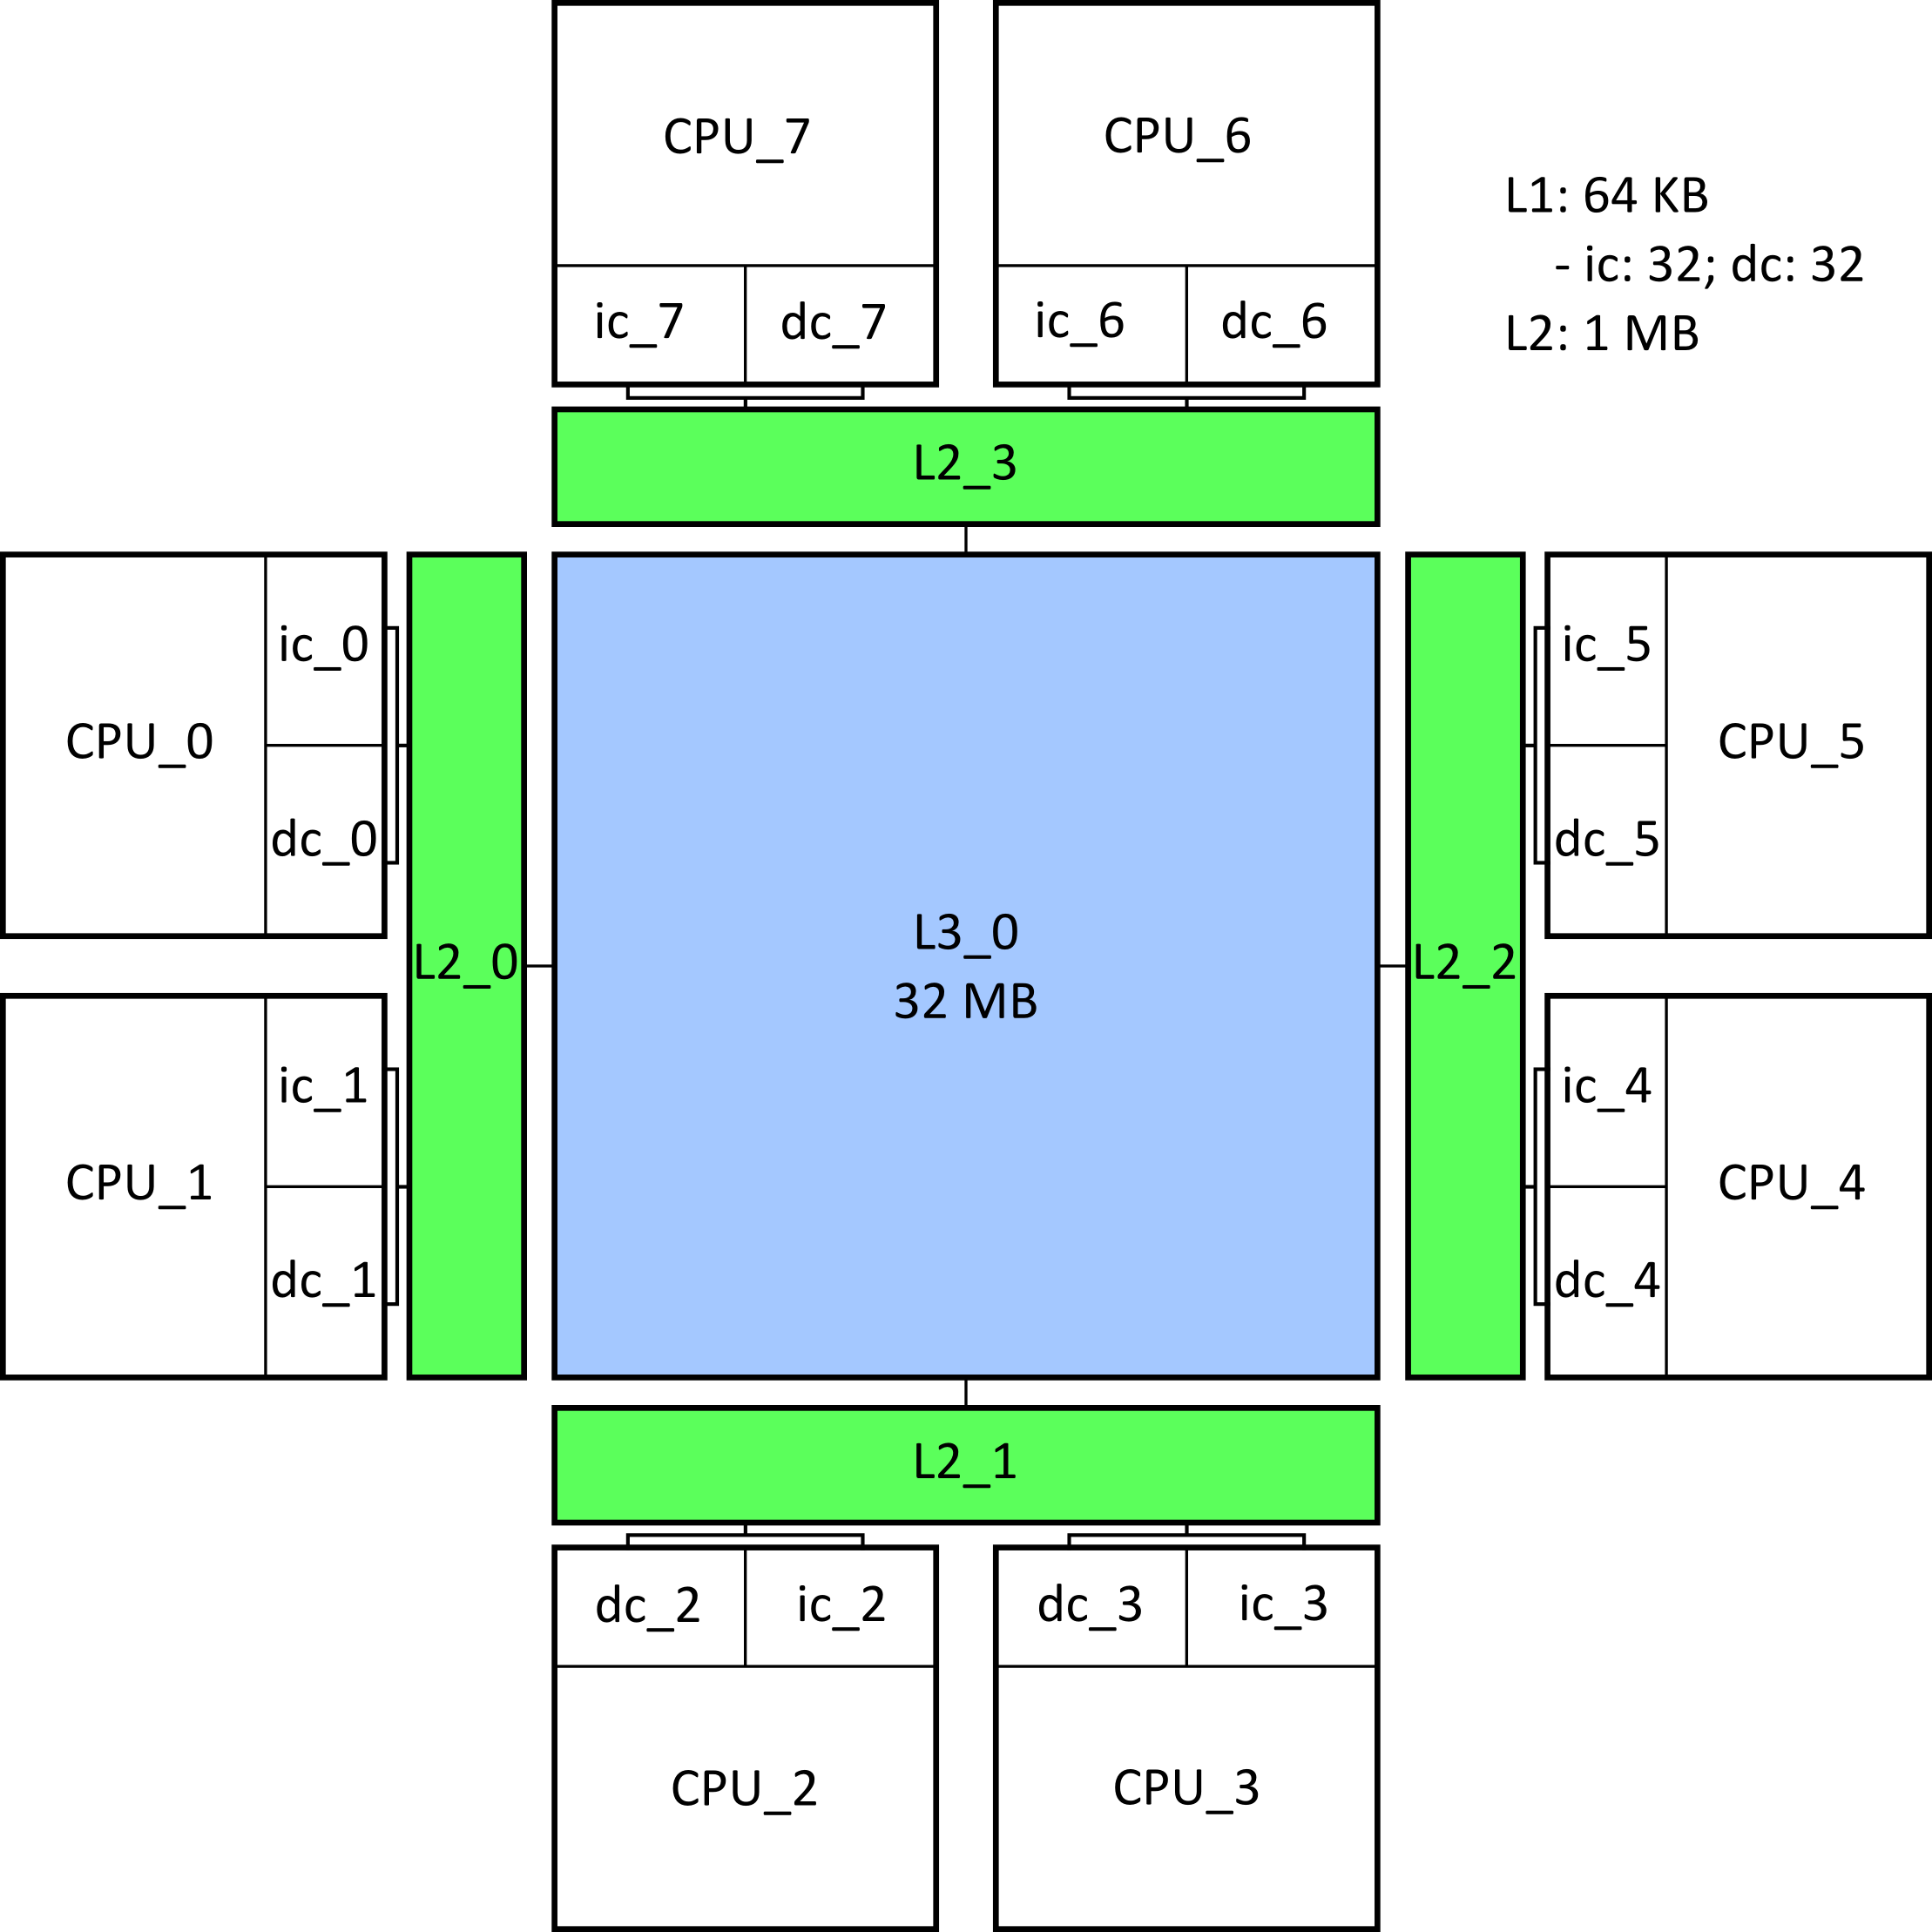 CPU_7
CPU_6
L1: 64 KB
- ic: 32; dc: 32
L2: 1 MB
ic_7
dc_7
ic_6
dc_6
L2_3
CPU_0
ic_0
dc_0
ic_5
dc_5
CPU_5
L2_0
L3_0
32 MB
L2_2
CPU_1
ic_1
dc_1
ic_4
dc_4
CPU_4
L2_1
dc_2
ic_2
dc_3
ic_3
CPU_2
CPU_3